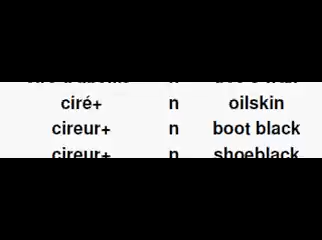 ciré+ n oilskin
cireur+ n boot black
cireur+ n shoeblack